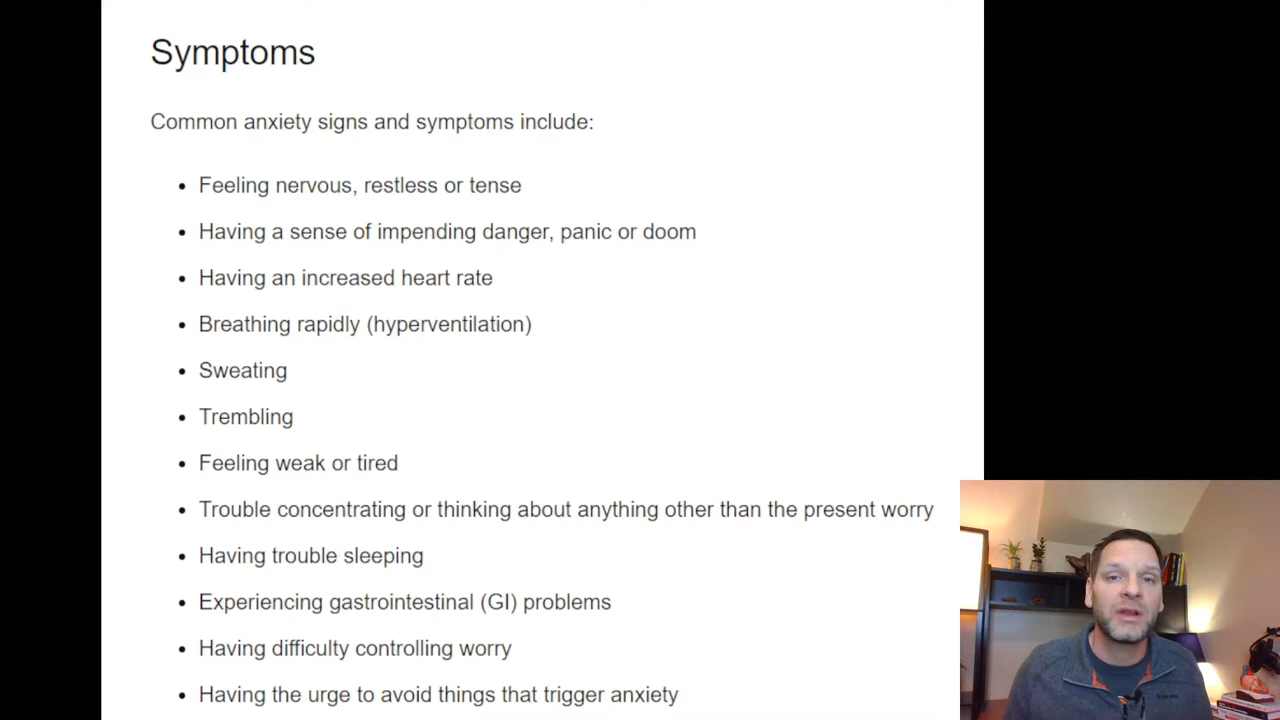 Symptoms
Common anxiety signs and symptoms include:
Feeling nervous, restless or tense
Having a sense of impending danger, panic or doom
Having an increased heart rate
Breathing rapidly (hyperventilation)
Sweating
Trembling
Feeling weak or tired
Trouble concentrating or thinking about anything other than the present worry
Having trouble sleeping
Experiencing gastrointestinal (GI) problems
Having difficulty controlling worry
Having the urge to avoid things that trigger anxiety